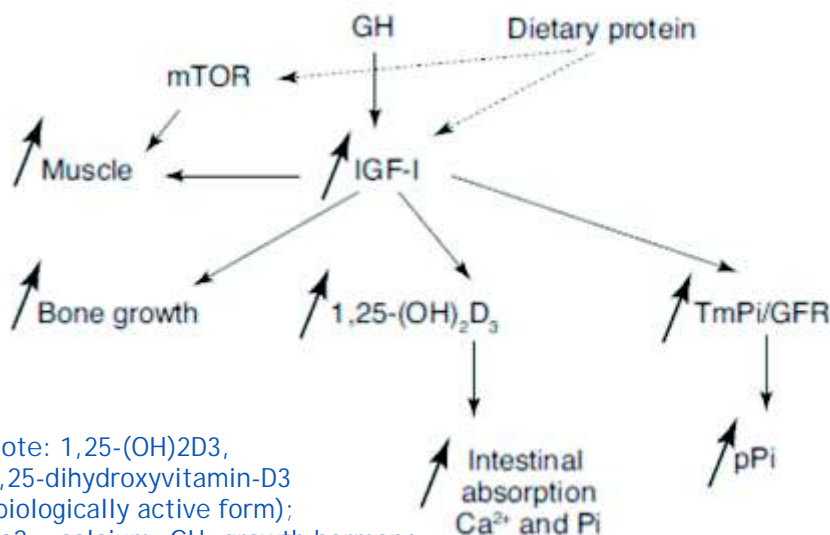 GH
Dietary protein
mTOR
Muscle
IGF-I
Bone growth
1,25-(OH)₂D₃
TmPi/GFR
ote: 1,25-(OH)2D3,
,25-dihydroxyvitamin-D3
biologically active form);
Intestinal
absorption
Ca²⁺ and Pi
pPi